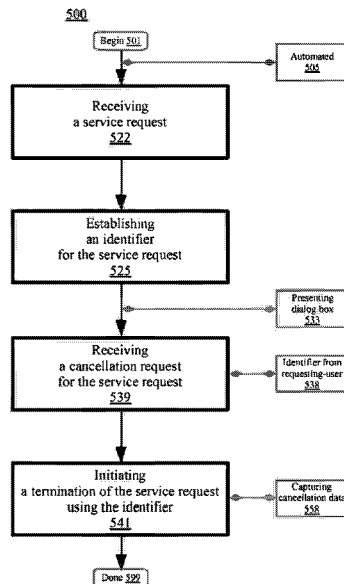 500
Begin 501
Automated
505
Receiving
a service request
522
Establishing
an identifier
for the service request
525
Presenting
dialog box
533
Receiving
a cancellation request
for the service request
539
Identifier from
requesting-user
538
Initiating
a termination of the service request
using the identifier
541
Capturing
cancellation data
558
Done 599